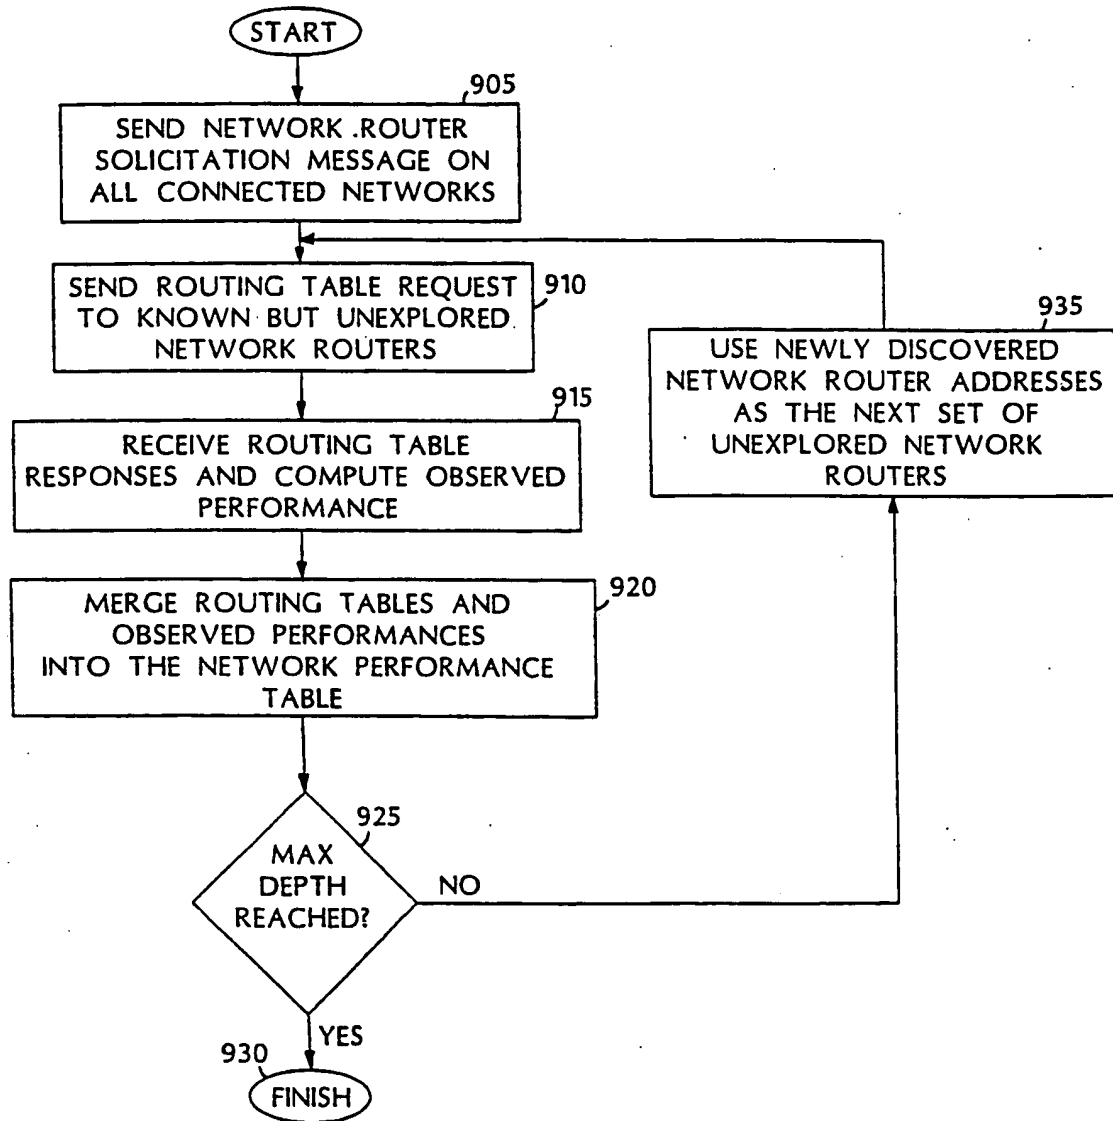 START
905
SEND NETWORK ROUTER
SOLICITATION MESSAGE ON
ALL CONNECTED NETWORKS
910
SEND ROUTING TABLE REQUEST
TO KNOWN BUT UNEXPLORED
NETWORK ROUTERS
915
RECEIVE ROUTING TABLE
RESPONSES AND COMPUTE OBSERVED
PERFORMANCE
920
MERGE ROUTING TABLES AND
OBSERVED PERFORMANCES
INTO THE NETWORK PERFORMANCE
TABLE
925
MAX
DEPTH
REACHED?
NO
YES
930
FINISH
935
USE NEWLY DISCOVERED
NETWORK ROUTER ADDRESSES
AS THE NEXT SET OF
UNEXPLORED NETWORK
ROUTERS